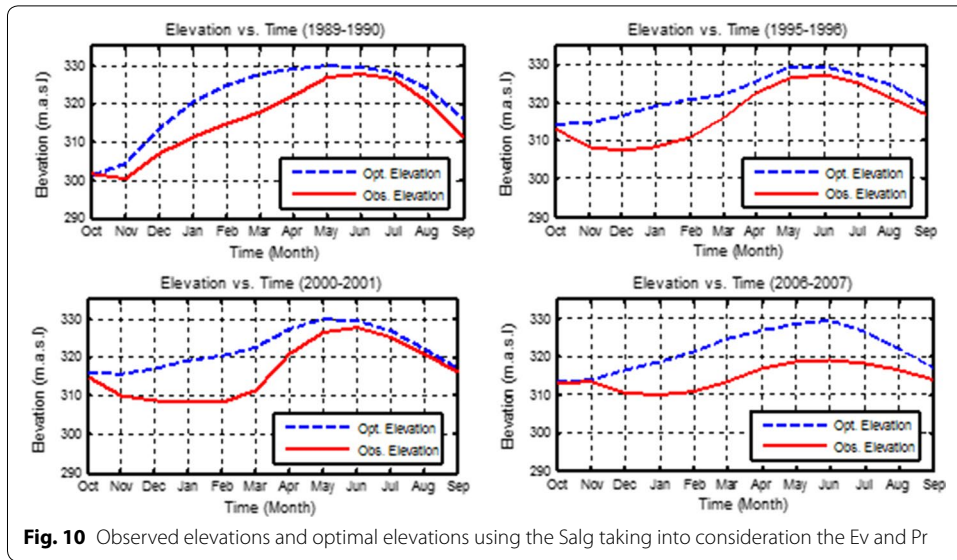 Elevation vs. Time (1989-1990)
Elevation vs. Time (1995-1996)
Bevation (m.a.s.l)
330
320
310
300
290
Opt. Elevation
Obs. Elevation
Oct Nov Dec Jan Feb Mar Apr May Jun Jul Aug Sep
Time (Month)
Bevation (m.a.s.l)
330
320
310
300
290
Opt. Elevation
Obs. Elevation
Oct Nov Dec Jan Feb Mar Apr May Jun Jul Aug Sep
Time (Month)
Elevation vs. Time (2000-2001)
Elevation vs. Time (2006-2007)
Bevation (m.a.s.l)
330
320
310
300
290
Opt. Elevation
Obs. Elevation
Oct Nov Dec Jan Feb Mar Apr May Jun Jul Aug Sep
Time (Month)
Bevation (m.a.s.l)
330
320
310
300
290
Opt. Elevation
Obs. Elevation
Oct Nov Dec Jan Feb Mar Apr May Jun Jul Aug Sep
Time (Month)
Fig. 10 Observed elevations and optimal elevations using the Salg taking into consideration the Ev and Pr